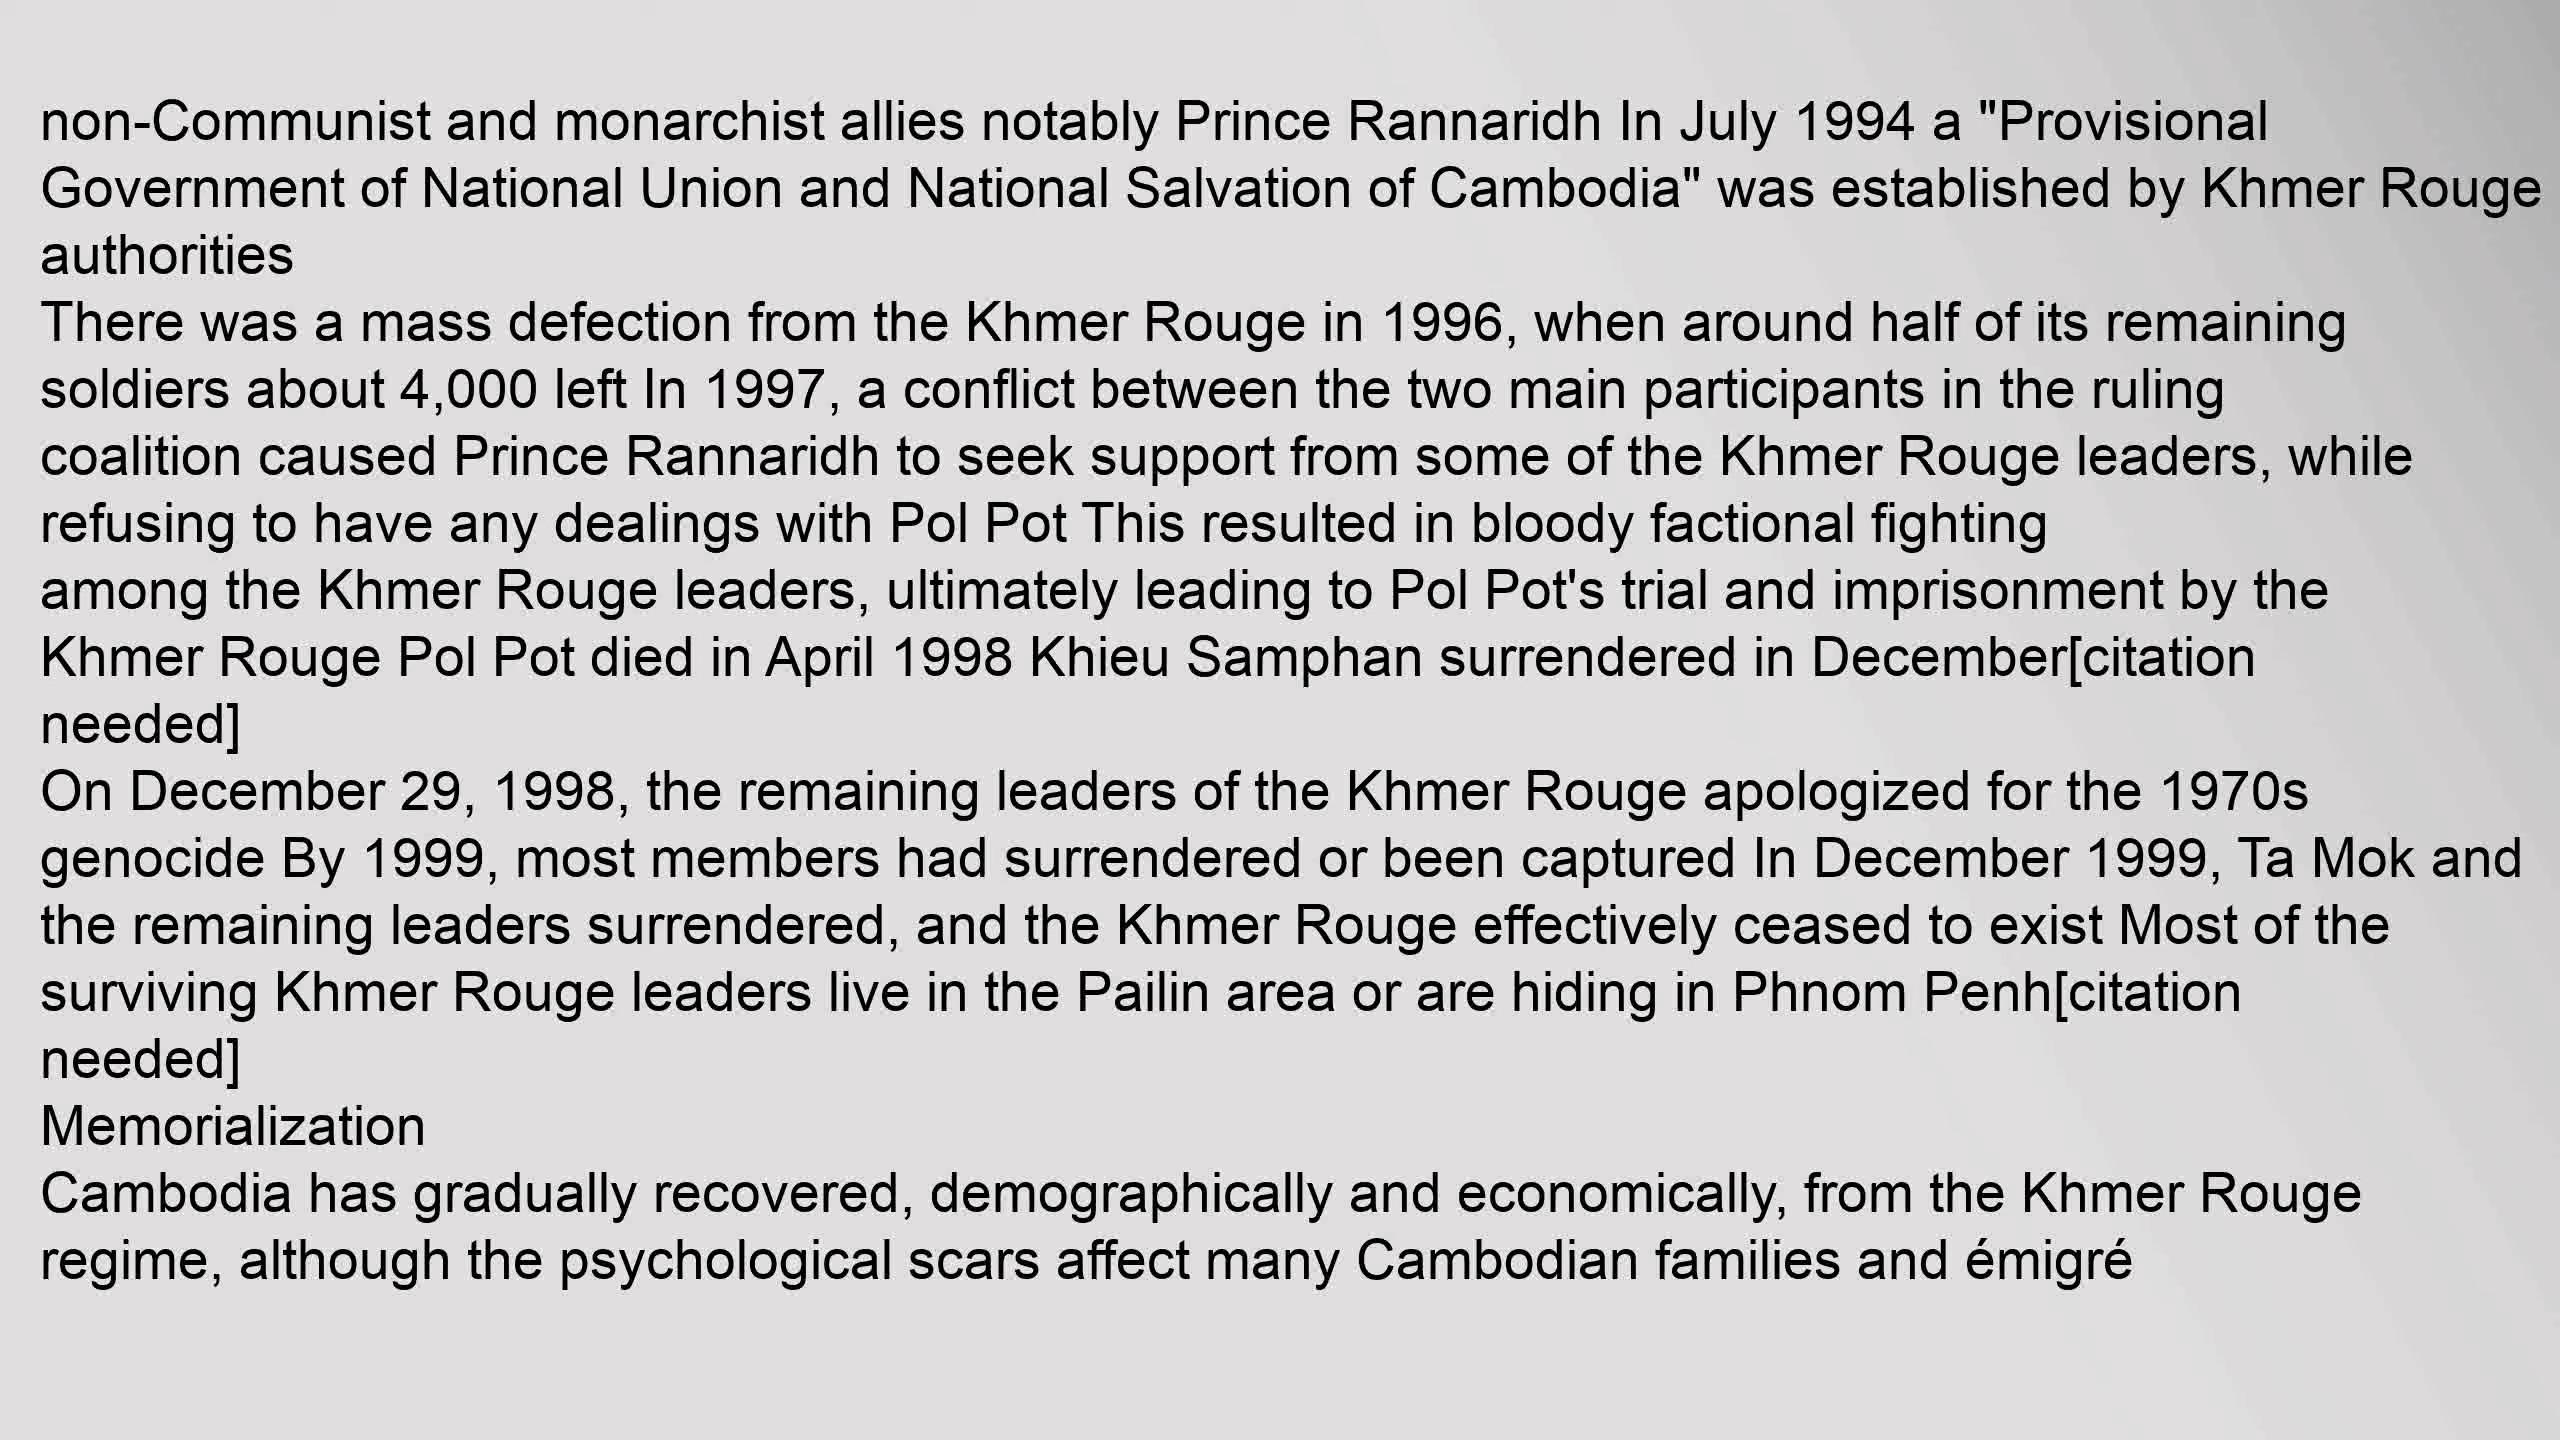 non-Communist and monarchist allies notably Prince Rannaridh In July 1994 a "Provisional
Government of National Union and National Salvation of Cambodia" was established by Khmer Rouge
authorities
There was a mass defection from the Khmer Rouge in 1996, when around half of its remaining
soldiers about 4,000 left In 1997, a conflict between the two main participants in the ruling
coalition caused Prince Rannaridh to seek support from some of the Khmer Rouge leaders, while
refusing to have any dealings with Pol Pot This resulted in bloody factional fighting
among the Khmer Rouge leaders, ultimately leading to Pol Pot's trial and imprisonment by the
Khmer Rouge Pol Pot died in April 1998 Khieu Samphan surrendered in December[citation
needed]
On December 29, 1998, the remaining leaders of the Khmer Rouge apologized for the 1970s
genocide By 1999, most members had surrendered or been captured In December 1999, Ta Mok and
the remaining leaders surrendered, and the Khmer Rouge effectively ceased to exist Most of the
surviving Khmer Rouge leaders live in the Pailin area or are hiding in Phnom Penh[citation
needed]
Memorialization
Cambodia has gradually recovered, demographically and economically, from the Khmer Rouge
regime, although the psychological scars affect many Cambodian families and émigré